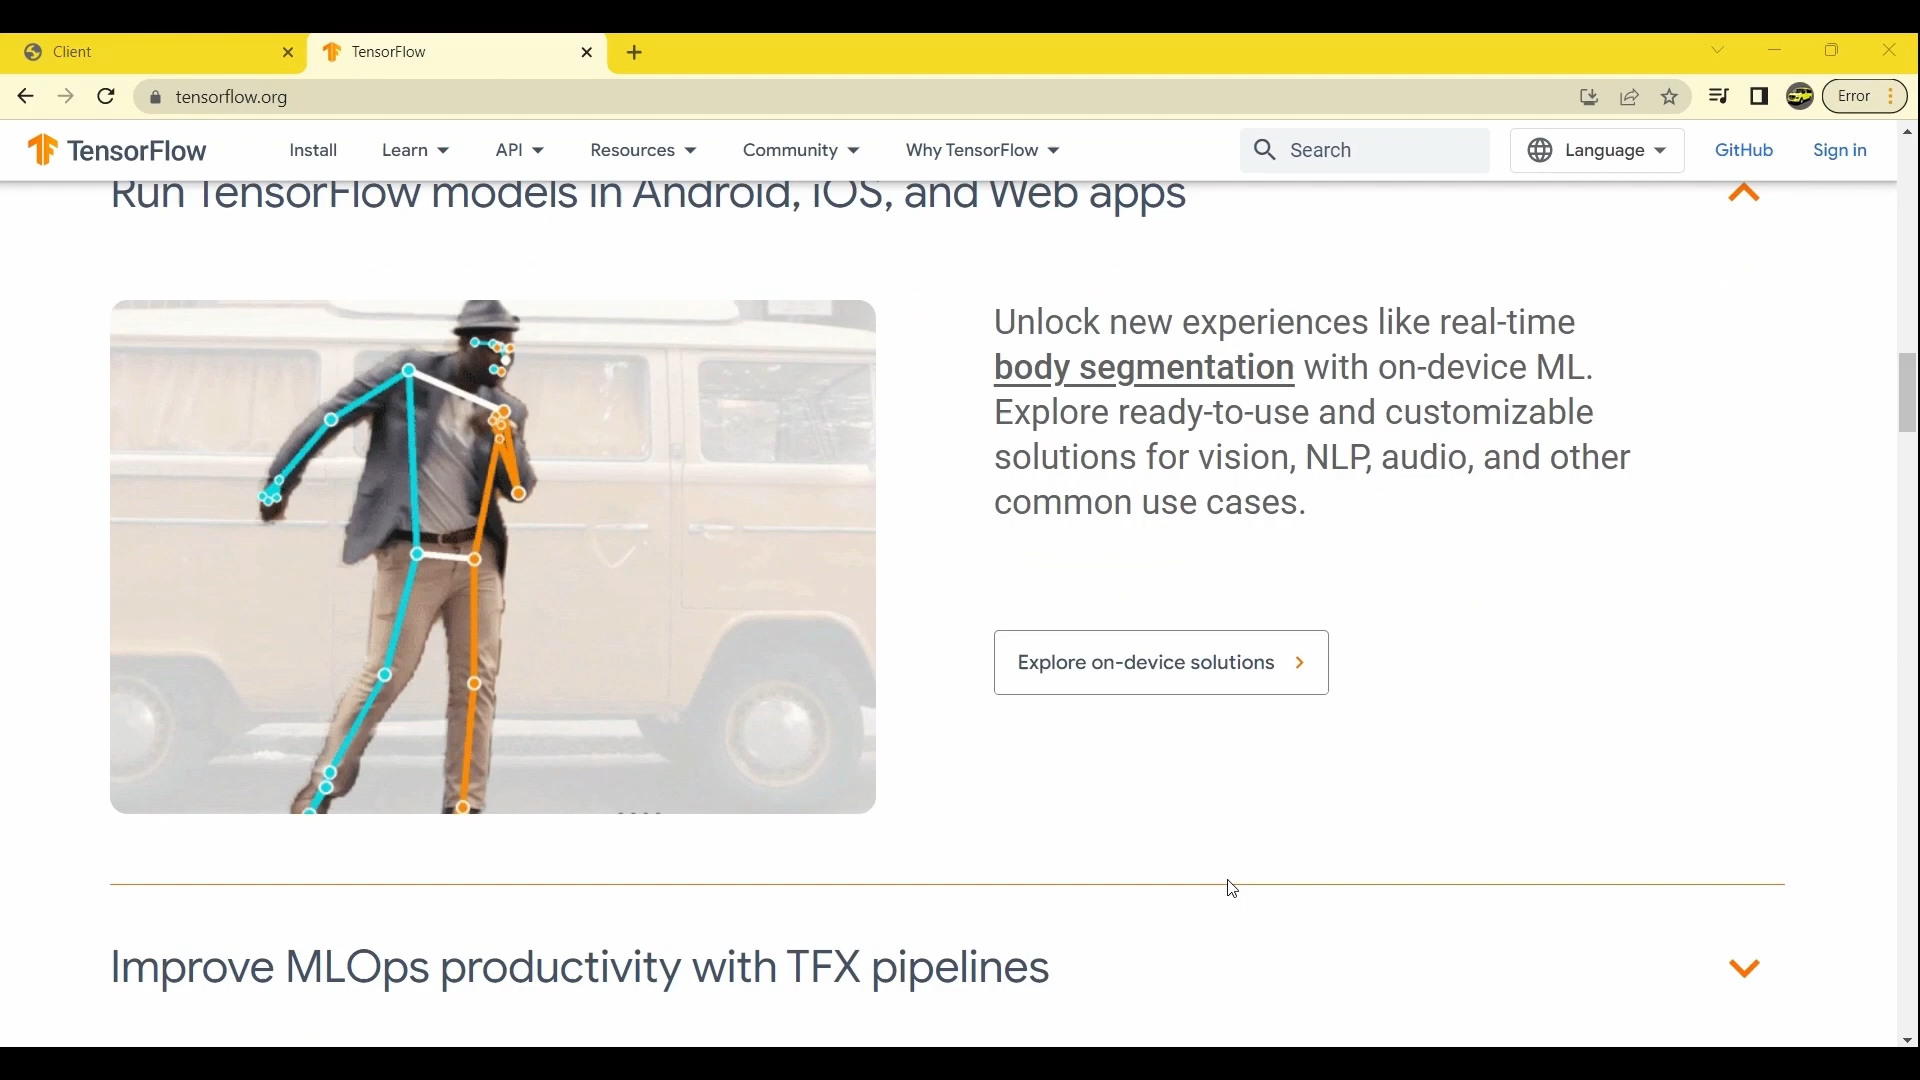 Client
TensorFlow
tensorflow.org
Error
TensorFlow
Install
Learn
API
Resources
Community
Why TensorFlow
Search
Language
GitHub
Sign in
Run TensorFlow models in Android, iOS, and Web apps
Unlock new experiences like real-time
body segmentation with on-device ML.
Explore ready-to-use and customizable
solutions for vision, NLP, audio, and other
common use cases.
Explore on-device solutions
Improve MLOps productivity with TFX pipelines